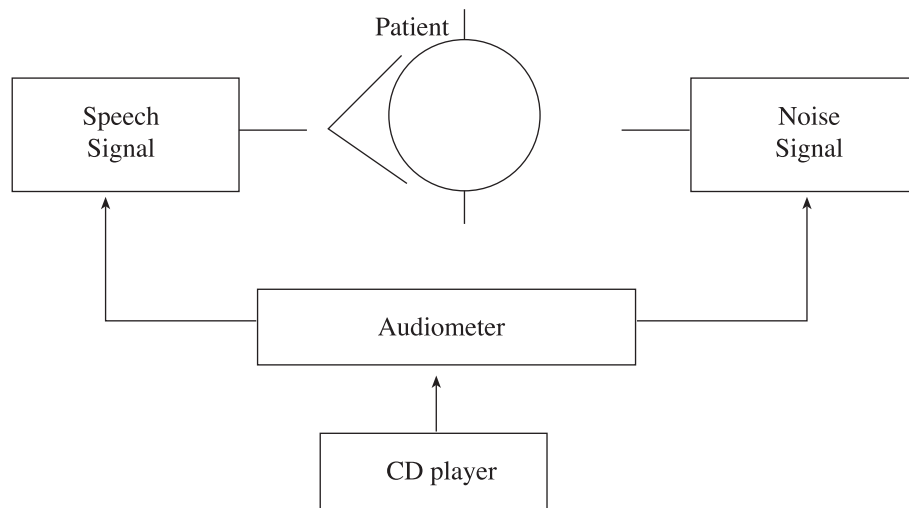 Patient
Speech
Signal
Noise
Signal
Audiometer
CD player